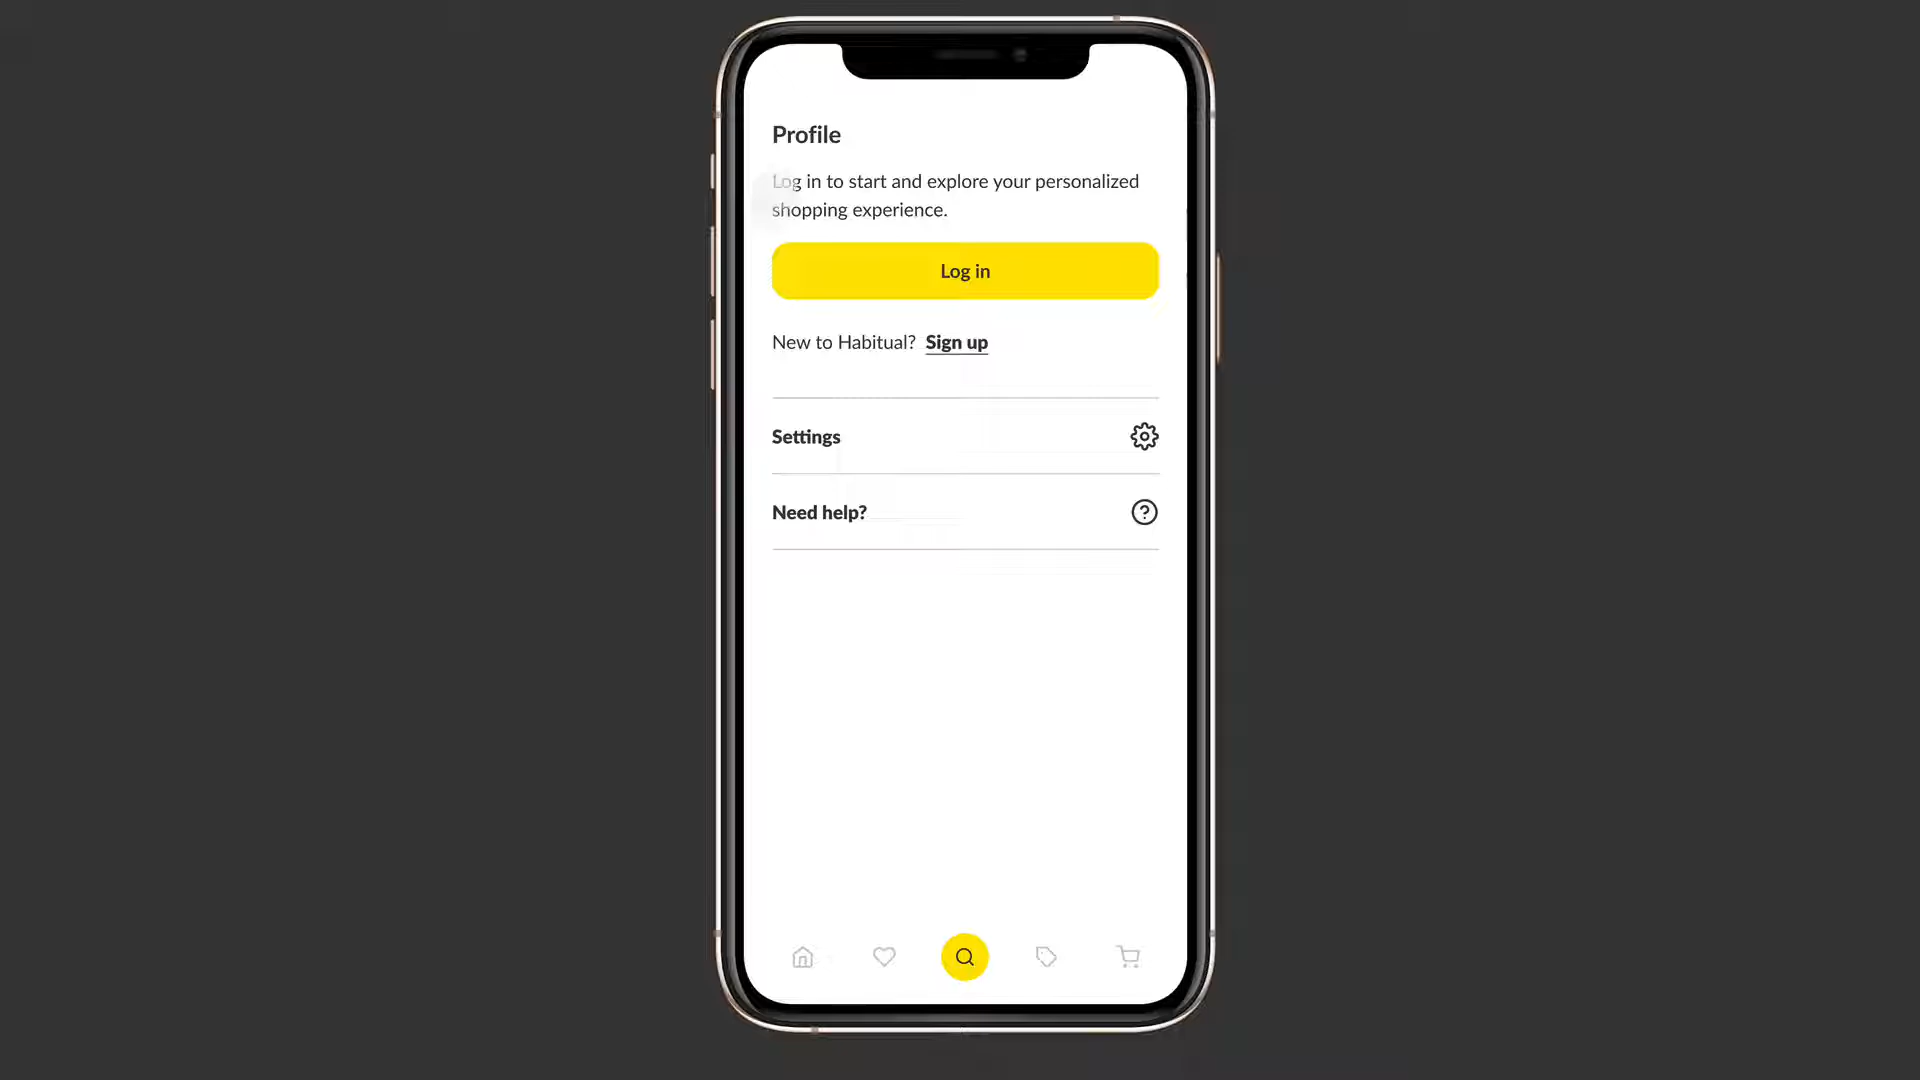 Profile
Log in to start and explore your personalized
shopping experience.
Log in
New to Habitual? Sign up
Settings
Need help?